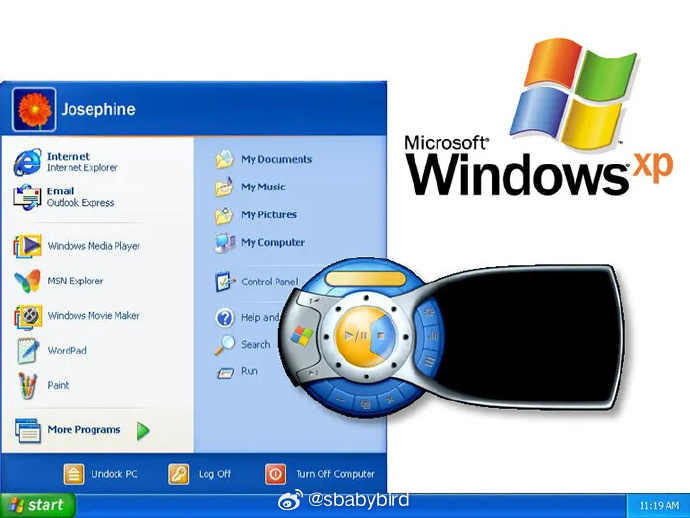 Josephine
Internet
Internet Explorer
Email
Outlook Express
Windows Media Player
MSN Explorer
Windows Movie Maker
WordPad
Paint
More Programs
My Documents
My Music
My Pictures
My Computer
Control Panel
Help and
Search
Run
Microsoft®
Windows® xp
™
Undock PC
Log Off
Turn Off Computer
start
@sbabybird
11:19 AM